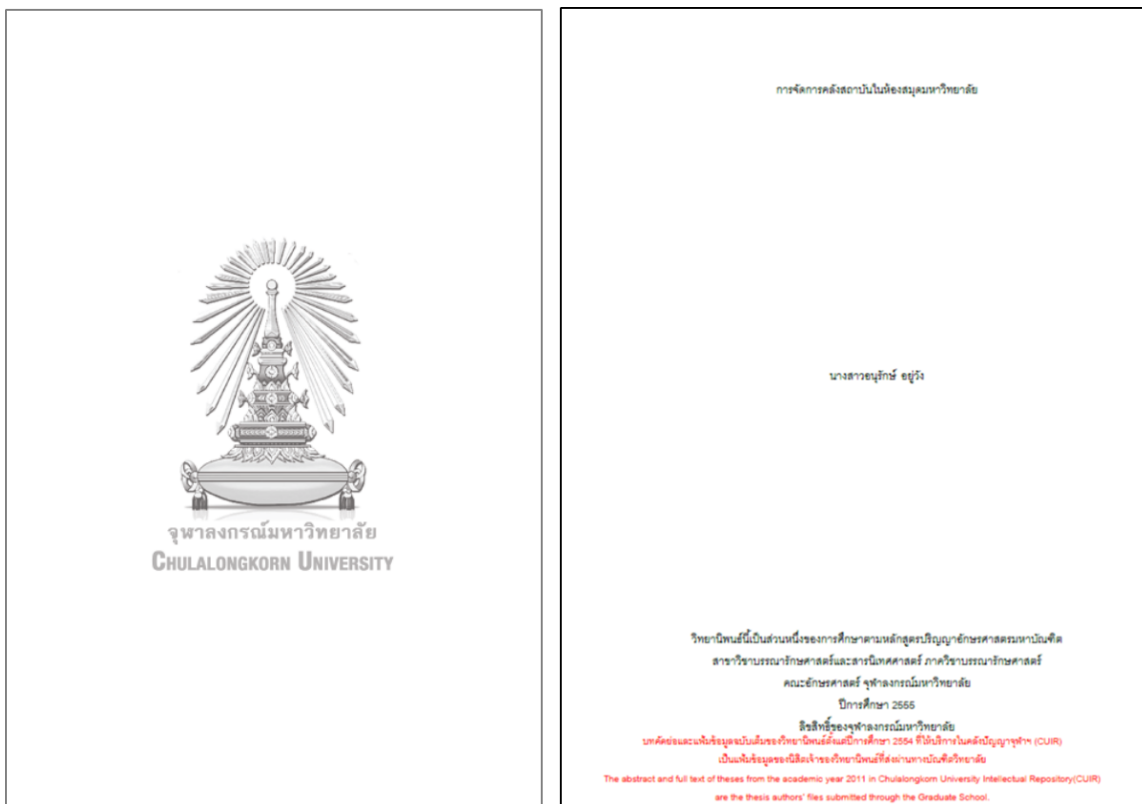 จุฬาลงกรณ์มหาวิทยาลัย
CHULALONGKORN UNIVERSITY
การจัดการคลังสถาบันในห้องสมุดมหาวิทยาลัย
นางสาวอนุรักษ์ อยู่วัง
วิทยานิพนธ์นี้เป็นส่วนหนึ่งของการศึกษาตามหลักสูตรปริญญาอักษรศาสตรมหาบัณฑิต
สาขาวิชาบรรณารักษศาสตร์และสารนิเทศศาสตร์ ภาควิชาบรรณารักษศาสตร์
คณะอักษรศาสตร์ จุฬาลงกรณ์มหาวิทยาลัย
ปีการศึกษา 2555
ลิขสิทธิ์ของจุฬาลงกรณ์มหาวิทยาลัย
บทคัดย่อและแฟ้มข้อมูลฉบับเต็มของวิทยานิพนธ์ตั้งแต่ปีการศึกษา 2554 ที่ให้บริการในคลังปัญญาจุฬาฯ (CUIR)
เป็นแฟ้มข้อมูลของนิสิตเจ้าของวิทยานิพนธ์ที่ส่งผ่านทางบัณฑิตวิทยาลัย
The abstract and full text of theses from the academic year 2011 in Chulalongkorn University Intellectual Repository(CUIR)
are the thesis authors' files submitted through the Graduate School.